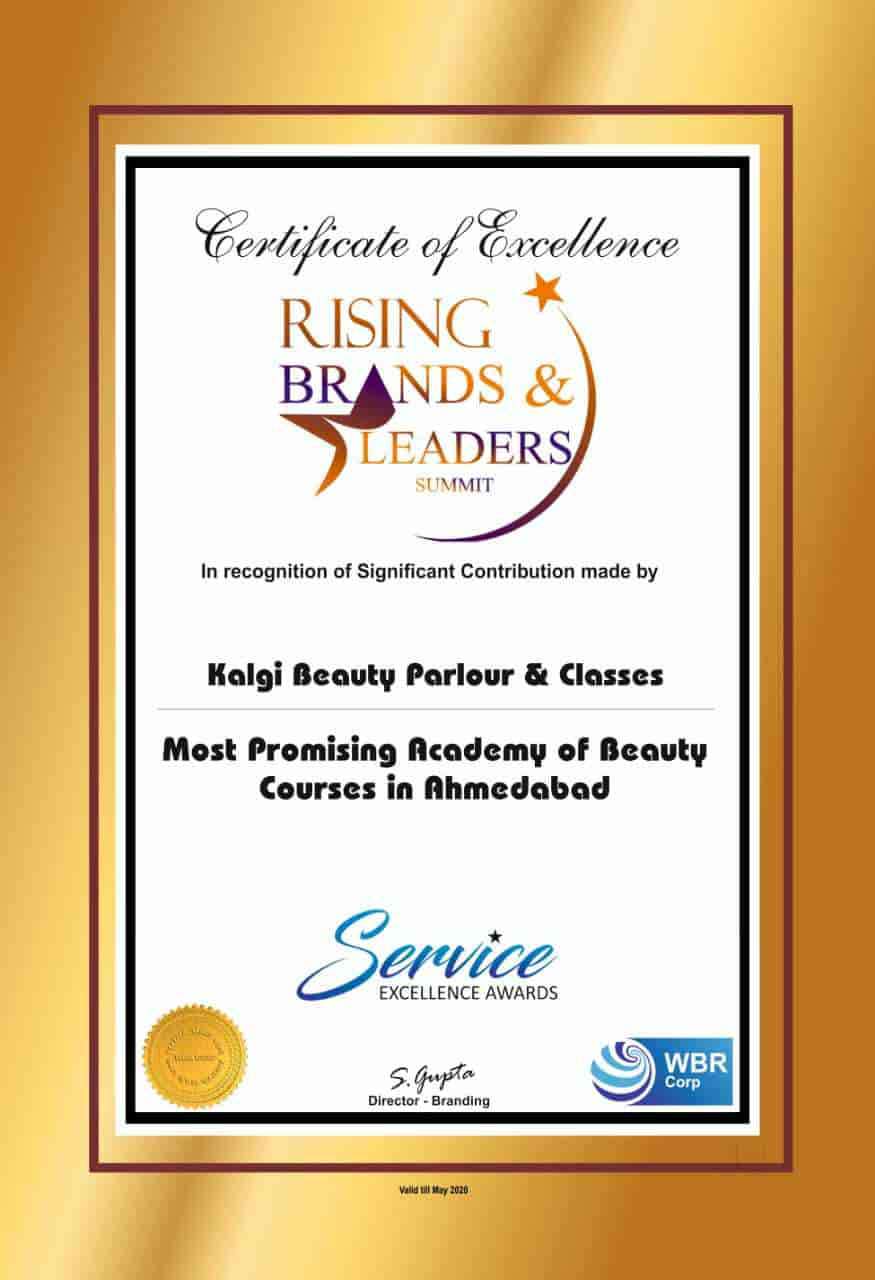 Certificate of Excellence
RISING
BRANDS &
LEADERS
SUMMIT
In recognition of Significant Contribution made by
Kalgi Beauty Parlour & Classes
Most Promising Academy of Beauty
Courses in Ahmedabad
Service
EXCELLENCE AWARDS
S. Gupta
Director - Branding
WBR
Corp
Valid till May 2020